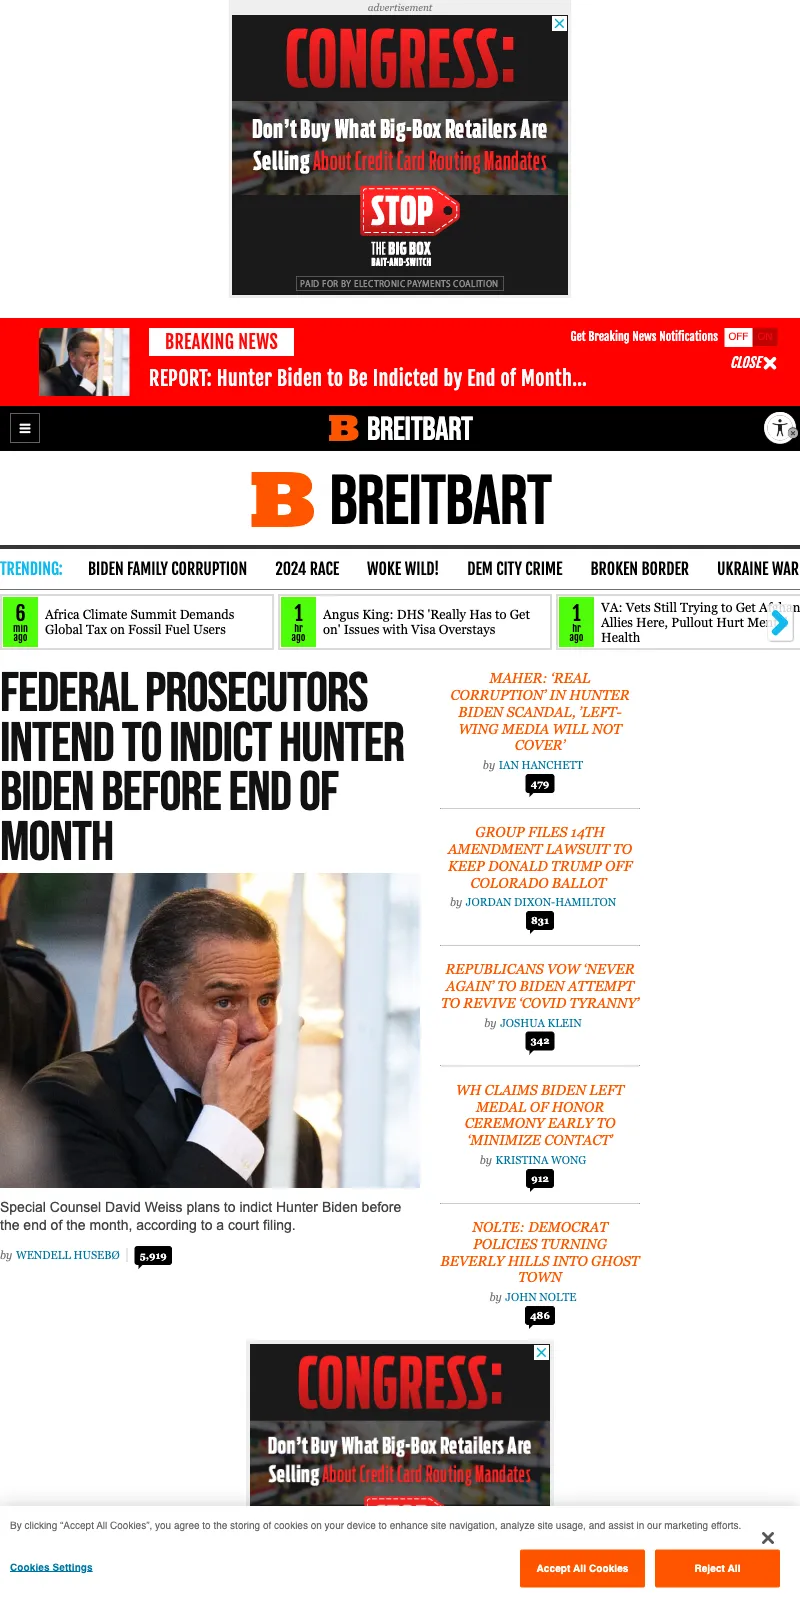 advertisement
CONGRESS:
Don't Buy What Big-Box Retailers Are
Selling About Credit Card Routing Mandates
STOP
THE BIG BOX
BAIT-AND-SWITCH
PAID FOR BY ELECTRONIC PAYMENTS COALITION
BREAKING NEWS
REPORT: Hunter Biden to Be Indicted by End of Month...
Get Breaking News Notifications OFF ON
CLOSE
B BREITBART
B BREITBART
TRENDING: BIDEN FAMILY CORRUPTION 2024 RACE WOKE WILD! DEM CITY CRIME BROKEN BORDER UKRAINE WAR
6
min
ago
Africa Climate Summit Demands
Global Tax on Fossil Fuel Users
1
hr
ago
Angus King: DHS 'Really Has to Get
on' Issues with Visa Overstays
1
hr
ago
VA: Vets Still Trying to Get Afghan
Allies Here, Pullout Hurt Mental
Health
FEDERAL PROSECUTORS
INTEND TO INDICT HUNTER
BIDEN BEFORE END OF
MONTH
Special Counsel David Weiss plans to indict Hunter Biden before
the end of the month, according to a court filing.
by WENDELL HUSEBØ 5,919
MAHER: ‘REAL
CORRUPTION’ IN HUNTER
BIDEN SCANDAL, ’LEFT-
WING MEDIA WILL NOT
COVER’
by IAN HANCHETT
479
GROUP FILES 14TH
AMENDMENT LAWSUIT TO
KEEP DONALD TRUMP OFF
COLORADO BALLOT
by JORDAN DIXON-HAMILTON
831
REPUBLICANS VOW ‘NEVER
AGAIN’ TO BIDEN ATTEMPT
TO REVIVE ‘COVID TYRANNY’
by JOSHUA KLEIN
342
WH CLAIMS BIDEN LEFT
MEDAL OF HONOR
CEREMONY EARLY TO
‘MINIMIZE CONTACT’
by KRISTINA WONG
912
NOLTE: DEMOCRAT
POLICIES TURNING
BEVERLY HILLS INTO GHOST
TOWN
by JOHN NOLTE
486
CONGRESS:
Don't Buy What Big-Box Retailers Are
Selling About Credit Card Routing Mandates
STOP
By clicking “Accept All Cookies”, you agree to the storing of cookies on your device to enhance site navigation, analyze site usage, and assist in our marketing efforts.
Cookies Settings
Accept All Cookies
Reject All